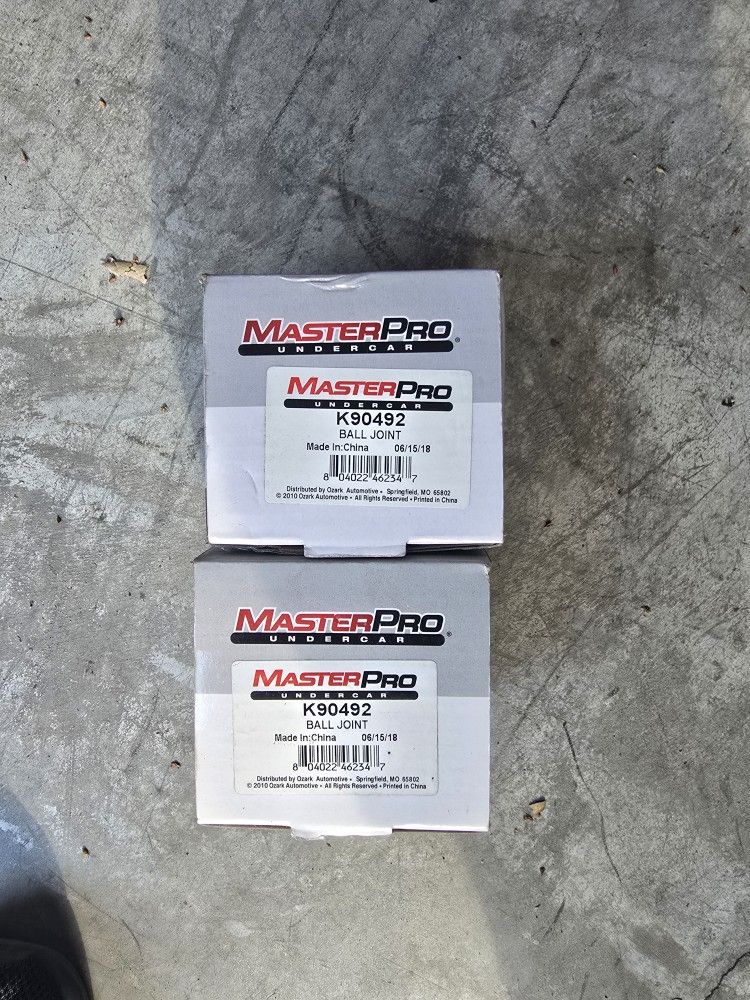 MASTERPRO®
UNDERCAR
MASTERPRO
UNDERCAR
K90492
BALL JOINT
Made In:China 06/15/18
8 04022 46234 7
Distributed by Ozark Automotive • Springfield, MO 65802
© 2010 Ozark Automotive • All Rights Reserved • Printed in China
MASTERPRO®
UNDERCAR
MASTERPRO
UNDERCAR
K90492
BALL JOINT
Made In:China 06/15/18
8 04022 46234 7
Distributed by Ozark Automotive • Springfield, MO 65802
© 2010 Ozark Automotive • All Rights Reserved • Printed in China